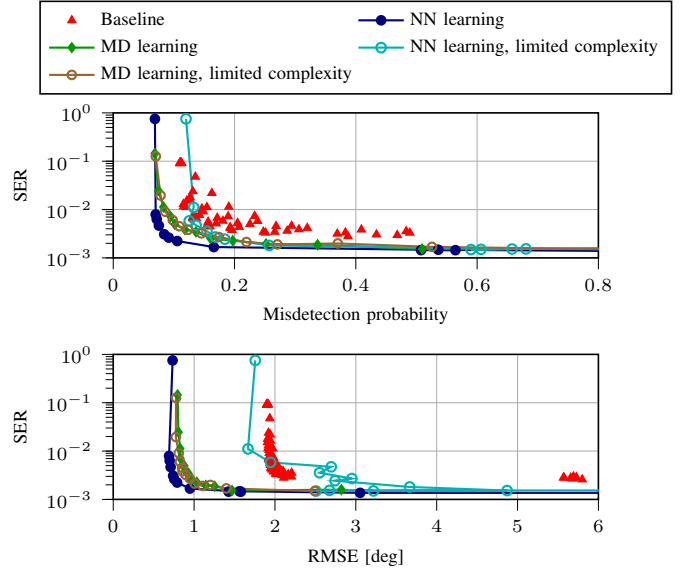 Baseline
NN learning
MD learning
NN learning, limited complexity
MD learning, limited complexity
10^0
10^-1
10^-2
10^-3
SER
0 0.2 0.4 0.6 0.8
Misdetection probability
10^0
10^-1
10^-2
10^-3
SER
0 1 2 3 4 5 6
RMSE [deg]